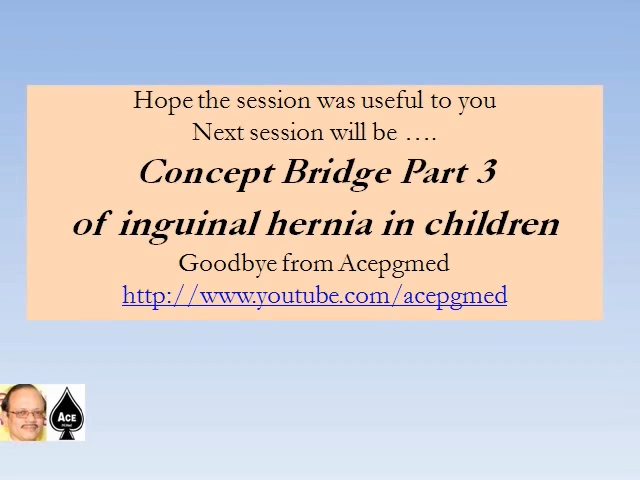 Hope the session was useful to you
Next session will be ….
Concept Bridge Part 3
of inguinal hernia in children
Goodbye from Acepgmed
http://www.youtube.com/acepgmed
ACE